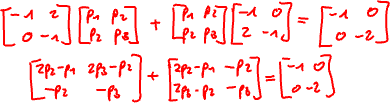 [-1 2; 0 -1] [p1 p2; p2 p3] + [p1 p2; p2 p3] [-1 0; 2 -1] = [-1 0; 0 -2]
[2p2-p1 2p3-p2; -p2 -p3] + [2p2-p1 -p2; 2p3-p2 -p3] = [-1 0; 0 -2]